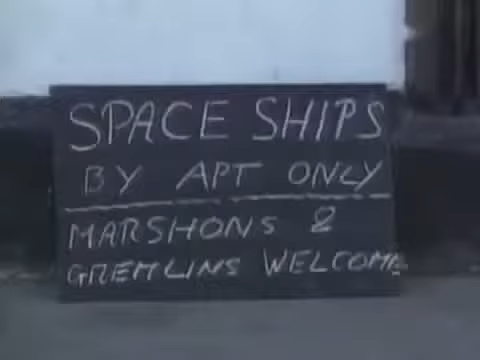 SPACE SHIPS
BY APT ONLY
MARSHONS &
GREMLINS WELCOME